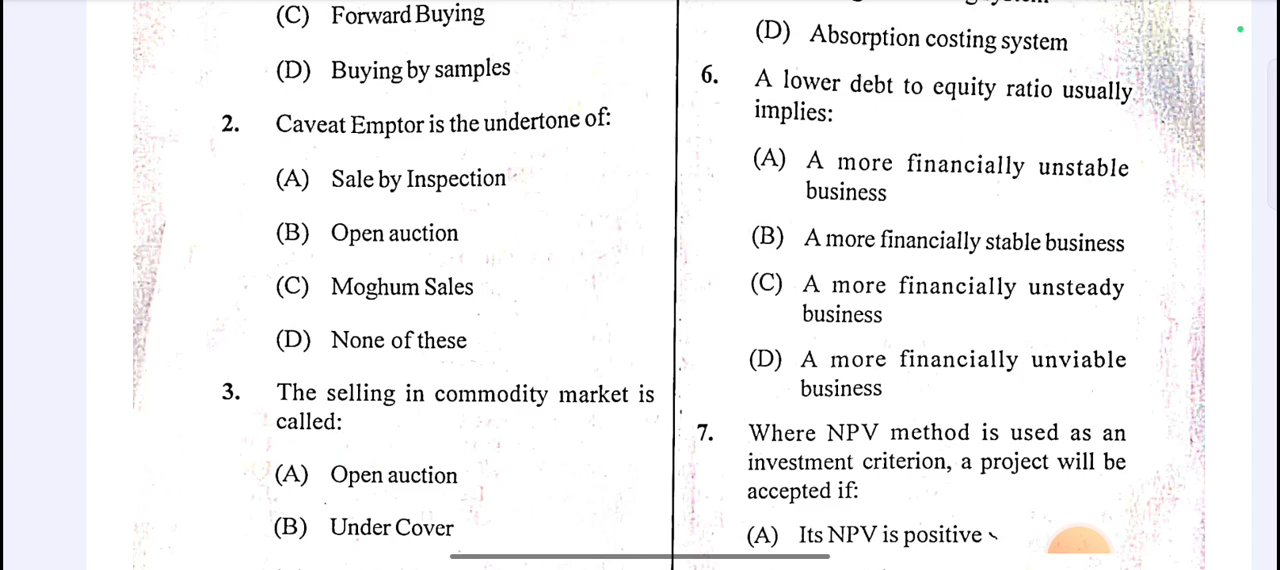 (C) Forward Buying
(D) Buying by samples
2. Caveat Emptor is the undertone of:
(A) Sale by Inspection
(B) Open auction
(C) Moghum Sales
(D) None of these
3. The selling in commodity market is
called:
(A) Open auction
(B) Under Cover
(D) Absorption costing system
6. A lower debt to equity ratio usually
implies:
(A) A more financially unstable
business
(B) A more financially stable business
(C) A more financially unsteady
business
(D) A more financially unviable
business
7. Where NPV method is used as an
investment criterion, a project will be
accepted if:
(A) Its NPV is positive